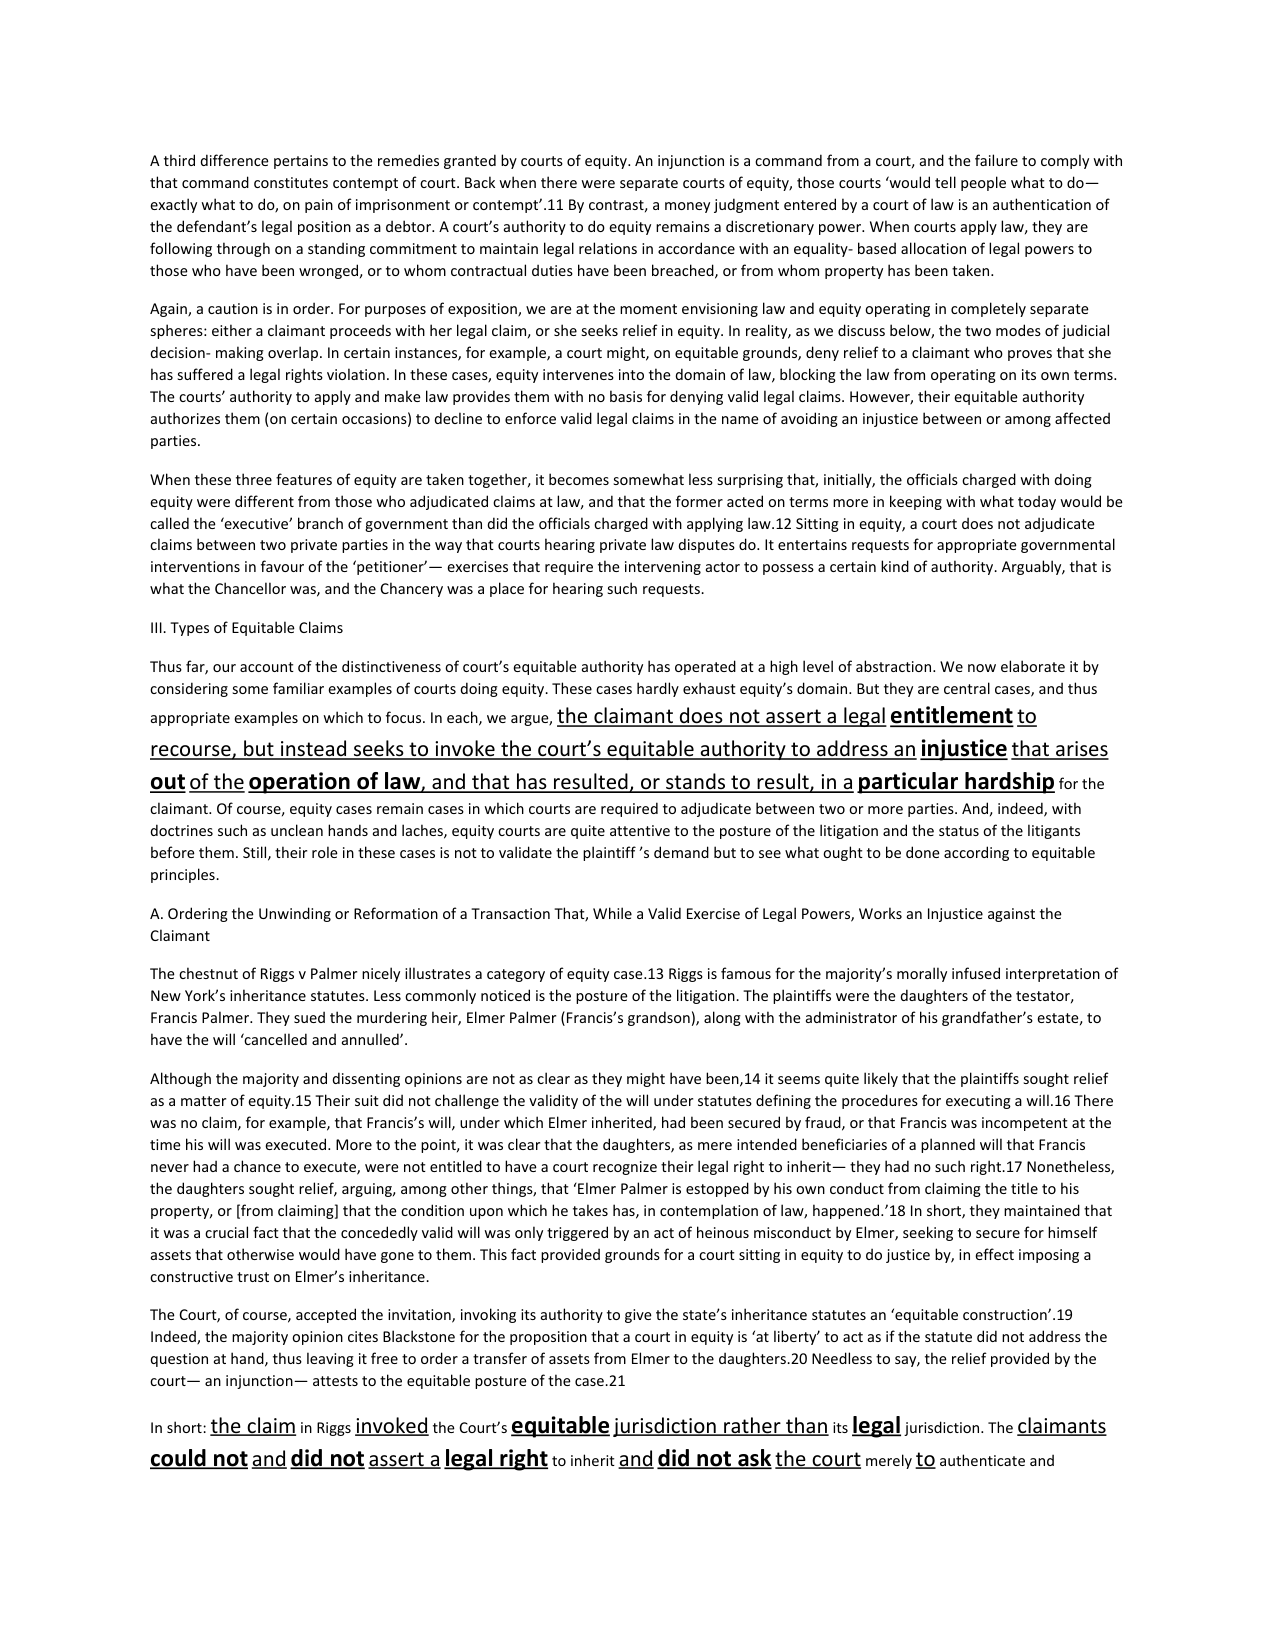 A third difference pertains to the remedies granted by courts of equity. An injunction is a command from a court, and the failure to comply with
that command constitutes contempt of court. Back when there were separate courts of equity, those courts ‘would tell people what to do—
exactly what to do, on pain of imprisonment or contempt’.11 By contrast, a money judgment entered by a court of law is an authentication of
the defendant’s legal position as a debtor. A court’s authority to do equity remains a discretionary power. When courts apply law, they are
following through on a standing commitment to maintain legal relations in accordance with an equality- based allocation of legal powers to
those who have been wronged, or to whom contractual duties have been breached, or from whom property has been taken.
Again, a caution is in order. For purposes of exposition, we are at the moment envisioning law and equity operating in completely separate
spheres: either a claimant proceeds with her legal claim, or she seeks relief in equity. In reality, as we discuss below, the two modes of judicial
decision- making overlap. In certain instances, for example, a court might, on equitable grounds, deny relief to a claimant who proves that she
has suffered a legal rights violation. In these cases, equity intervenes into the domain of law, blocking the law from operating on its own terms.
The courts’ authority to apply and make law provides them with no basis for denying valid legal claims. However, their equitable authority
authorizes them (on certain occasions) to decline to enforce valid legal claims in the name of avoiding an injustice between or among affected
parties.
When these three features of equity are taken together, it becomes somewhat less surprising that, initially, the officials charged with doing
equity were different from those who adjudicated claims at law, and that the former acted on terms more in keeping with what today would be
called the ‘executive’ branch of government than did the officials charged with applying law.12 Sitting in equity, a court does not adjudicate
claims between two private parties in the way that courts hearing private law disputes do. It entertains requests for appropriate governmental
interventions in favour of the ‘petitioner’— exercises that require the intervening actor to possess a certain kind of authority. Arguably, that is
what the Chancellor was, and the Chancery was a place for hearing such requests.
III. Types of Equitable Claims
Thus far, our account of the distinctiveness of court’s equitable authority has operated at a high level of abstraction. We now elaborate it by
considering some familiar examples of courts doing equity. These cases hardly exhaust equity’s domain. But they are central cases, and thus
appropriate examples on which to focus. In each, we argue, the claimant does not assert a legal entitlement to
recourse, but instead seeks to invoke the court’s equitable authority to address an injustice that arises
out of the operation of law, and that has resulted, or stands to result, in a particular hardship for the
claimant. Of course, equity cases remain cases in which courts are required to adjudicate between two or more parties. And, indeed, with
doctrines such as unclean hands and laches, equity courts are quite attentive to the posture of the litigation and the status of the litigants
before them. Still, their role in these cases is not to validate the plaintiff ’s demand but to see what ought to be done according to equitable
principles.
A. Ordering the Unwinding or Reformation of a Transaction That, While a Valid Exercise of Legal Powers, Works an Injustice against the
Claimant
The chestnut of Riggs v Palmer nicely illustrates a category of equity case.13 Riggs is famous for the majority’s morally infused interpretation of
New York’s inheritance statutes. Less commonly noticed is the posture of the litigation. The plaintiffs were the daughters of the testator,
Francis Palmer. They sued the murdering heir, Elmer Palmer (Francis’s grandson), along with the administrator of his grandfather’s estate, to
have the will ‘cancelled and annulled’.
Although the majority and dissenting opinions are not as clear as they might have been,14 it seems quite likely that the plaintiffs sought relief
as a matter of equity.15 Their suit did not challenge the validity of the will under statutes defining the procedures for executing a will.16 There
was no claim, for example, that Francis’s will, under which Elmer inherited, had been secured by fraud, or that Francis was incompetent at the
time his will was executed. More to the point, it was clear that the daughters, as mere intended beneficiaries of a planned will that Francis
never had a chance to execute, were not entitled to have a court recognize their legal right to inherit— they had no such right.17 Nonetheless,
the daughters sought relief, arguing, among other things, that ‘Elmer Palmer is estopped by his own conduct from claiming the title to his
property, or [from claiming] that the condition upon which he takes has, in contemplation of law, happened.’18 In short, they maintained that
it was a crucial fact that the concededly valid will was only triggered by an act of heinous misconduct by Elmer, seeking to secure for himself
assets that otherwise would have gone to them. This fact provided grounds for a court sitting in equity to do justice by, in effect imposing a
constructive trust on Elmer’s inheritance.
The Court, of course, accepted the invitation, invoking its authority to give the state’s inheritance statutes an ‘equitable construction’.19
Indeed, the majority opinion cites Blackstone for the proposition that a court in equity is ‘at liberty’ to act as if the statute did not address the
question at hand, thus leaving it free to order a transfer of assets from Elmer to the daughters.20 Needless to say, the relief provided by the
court— an injunction— attests to the equitable posture of the case.21
In short: the claim in Riggs invoked the Court’s equitable jurisdiction rather than its legal jurisdiction. The claimants
could not and did not assert a legal right to inherit and did not ask the court merely to authenticate and